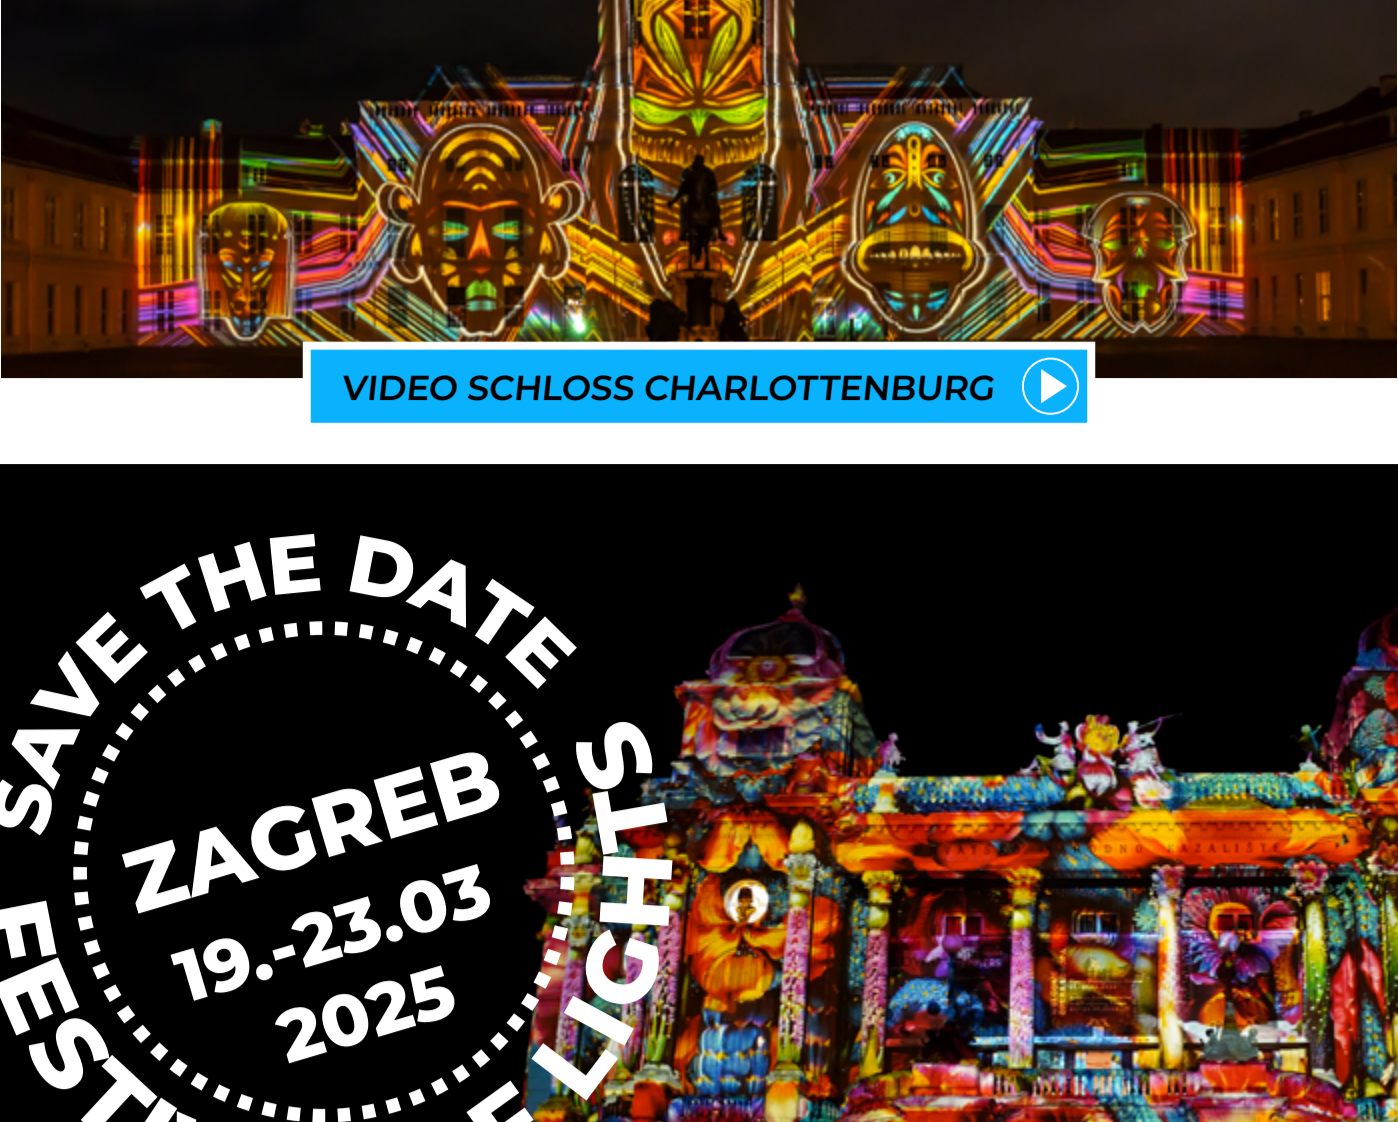 VIDEO SCHLOSS CHARLOTTENBURG
SAVE THE DATE
ZAGREB
19.-23.03
2025
LIGHTS